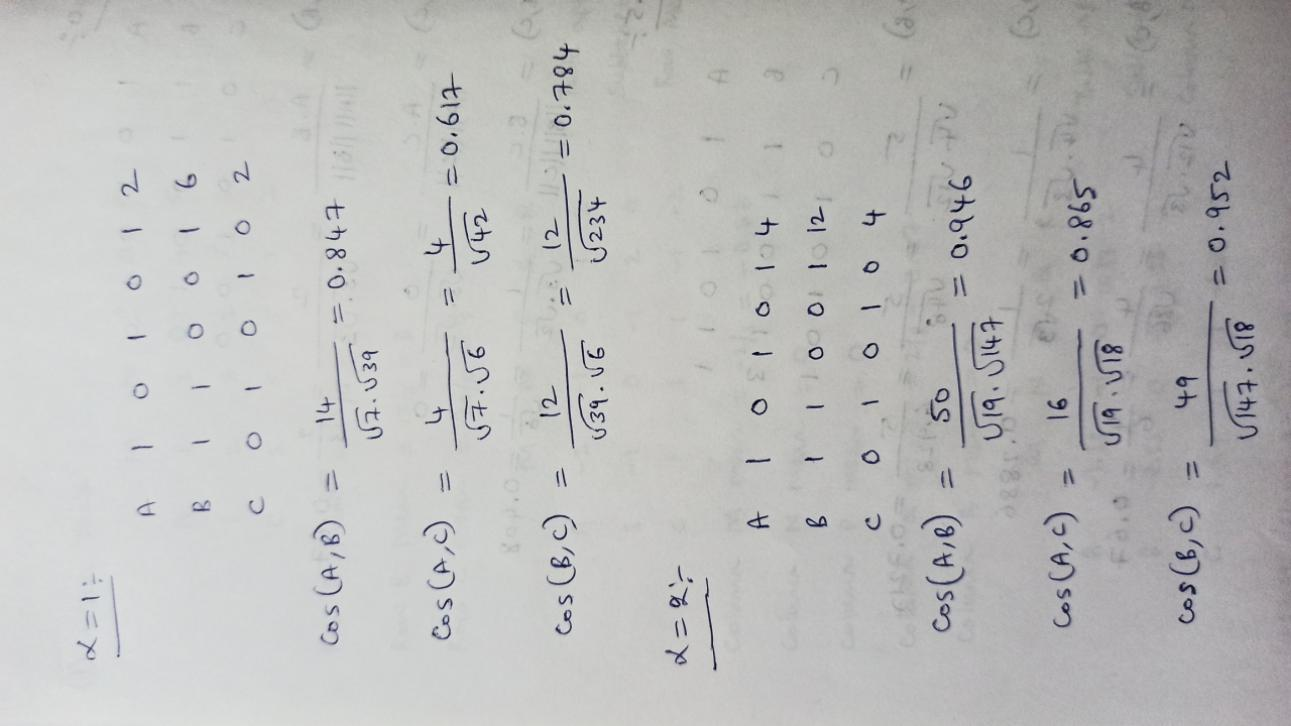 α=1:-
A 1 0 1 0 1 2
B 1 1 0 0 1 6
C 0 1 0 1 0 2
cos(A,B) = 14/√7.√39 = 0.847
cos(A,C) = 4/√7.√6 = 4/√42 = 0.617
cos(B,C) = 12/√39.√6 = 12/√234 = 0.784
α=2:-
A 1 0 1 0 1 4
B 1 1 0 0 1 12
C 0 1 0 1 0 4
cos(A,B) = 50/√19.√147 = 0.946
cos(A,C) = 16/√19.√18 = 0.865
cos(B,C) = 49/√147.√18 = 0.952